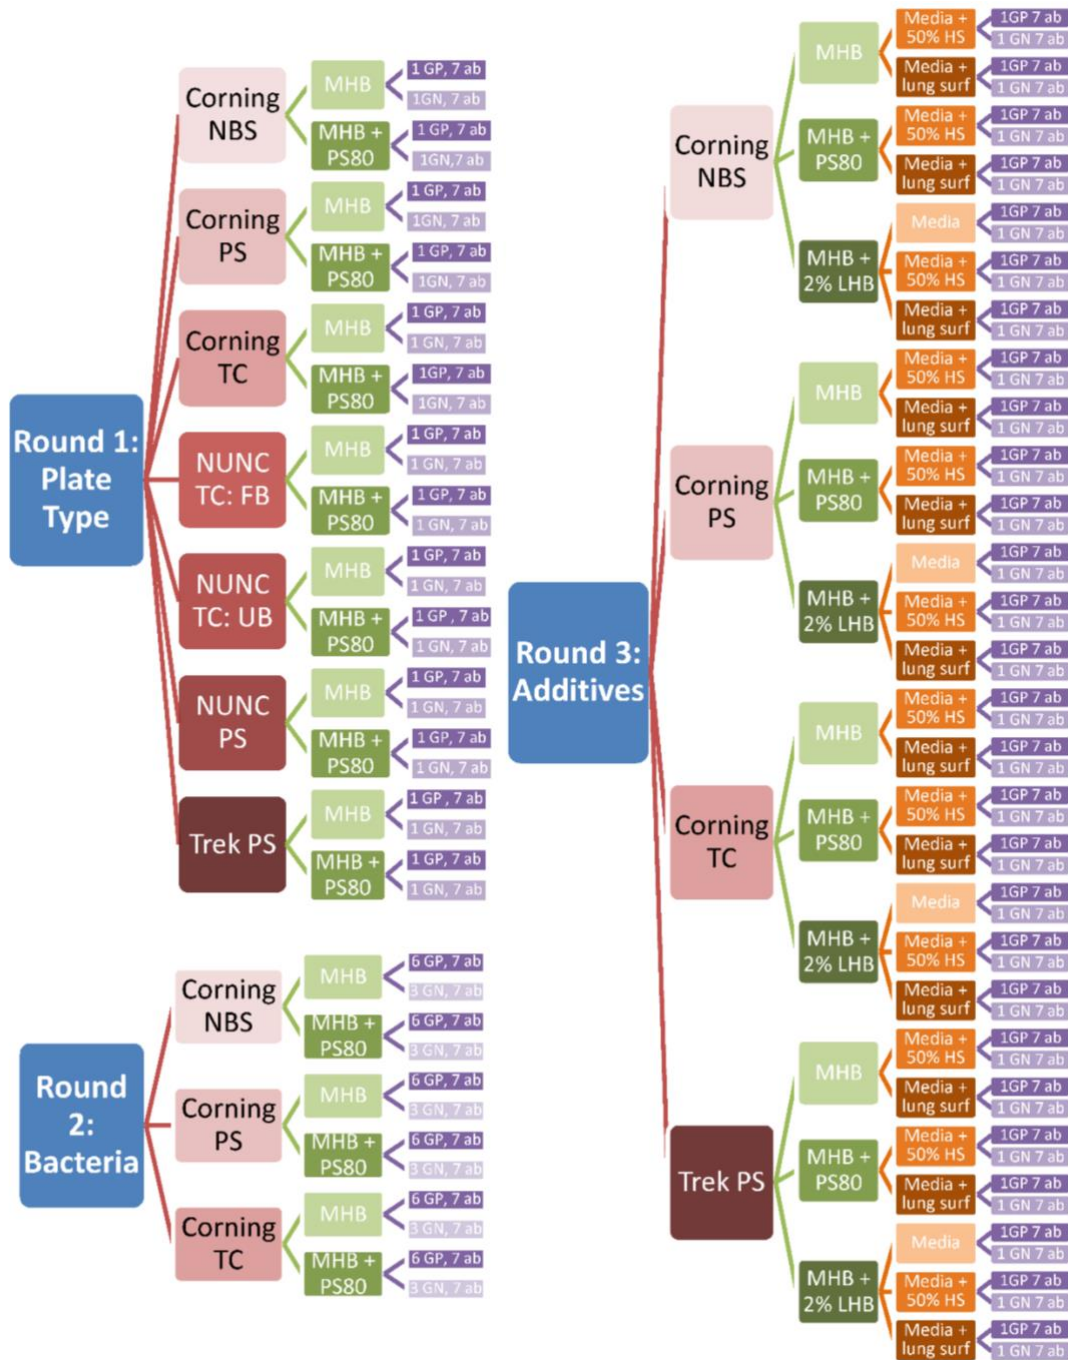 Round 1:
Plate
Type
Corning
NBS
MHB
1 GP, 7 ab
1GN, 7 ab
MHB +
PS80
1 GP, 7 ab
1GN,7 ab
Corning
PS
MHB
1 GP, 7 ab
1GN, 7 ab
MHB +
PS80
1 GP, 7 ab
1GN, 7 ab
Corning
TC
MHB
1 GP, 7 ab
1 GN, 7 ab
MHB +
PS80
1GP, 7 ab
1GN, 7 ab
NUNC
TC: FB
MHB
1 GP, 7 ab
1 GN, 7 ab
MHB +
PS80
1 GP, 7 ab
1 GN, 7 ab
NUNC
TC: UB
MHB
1 GP, 7 ab
1 GN, 7 ab
MHB +
PS80
1 GP , 7 ab
1 GN, 7 ab
NUNC
PS
MHB
1 GP, 7 ab
1 GN, 7 ab
MHB +
PS80
1 GP, 7 ab
1 GN, 7 ab
Trek PS
MHB
1 GP, 7 ab
1 GN, 7 ab
MHB +
PS80
1 GP, 7 ab
1 GN, 7 ab
Round
2:
Bacteria
Corning
NBS
MHB
6 GP, 7 ab
3 GN, 7 ab
MHB +
PS80
6 GP, 7 ab
3 GN, 7 ab
Corning
PS
MHB
6 GP, 7 ab
3 GN, 7 ab
MHB +
PS80
6 GP, 7 ab
3 GN, 7 ab
Corning
TC
MHB
6 GP, 7 ab
3 GN, 7 ab
MHB +
PS80
6 GP, 7 ab
3 GN, 7 ab
Round 3:
Additives
Corning
NBS
MHB
Media +
50% HS
1GP 7 ab
1 GN 7 ab
Media +
lung surf
1GP 7 ab
1 GN 7 ab
MHB +
PS80
Media +
50% HS
1GP 7 ab
1 GN 7 ab
Media +
lung surf
1GP 7 ab
1 GN 7 ab
MHB +
2% LHB
Media
1GP 7 ab
1 GN 7 ab
Media +
50% HS
1GP 7 ab
1 GN 7 ab
Media +
lung surf
1GP 7 ab
1 GN 7 ab
Corning
PS
MHB
Media +
50% HS
1GP 7 ab
1 GN 7 ab
Media +
lung surf
1GP 7 ab
1 GN 7 ab
MHB +
PS80
Media +
50% HS
1GP 7 ab
1 GN 7 ab
Media +
lung surf
1GP 7 ab
1 GN 7 ab
MHB +
2% LHB
Media
1GP 7 ab
1 GN 7 ab
Media +
50% HS
1GP 7 ab
1 GN 7 ab
Media +
lung surf
1GP 7 ab
1 GN 7 ab
Corning
TC
MHB
Media +
50% HS
1GP 7 ab
1 GN 7 ab
Media +
lung surf
1GP 7 ab
1 GN 7 ab
MHB +
PS80
Media +
50% HS
1GP 7 ab
1 GN 7 ab
Media +
lung surf
1GP 7 ab
1 GN 7 ab
MHB +
2% LHB
Media
1GP 7 ab
1 GN 7 ab
Media +
50% HS
1GP 7 ab
1 GN 7 ab
Media +
lung surf
1GP 7 ab
1 GN 7 ab
Trek PS
MHB
Media +
50% HS
1GP 7 ab
1 GN 7 ab
Media +
lung surf
1GP 7 ab
1 GN 7 ab
MHB +
PS80
Media +
50% HS
1GP 7 ab
1 GN 7 ab
Media +
lung surf
1GP 7 ab
1 GN 7 ab
MHB +
2% LHB
Media
1GP 7 ab
1 GN 7 ab
Media +
50% HS
1GP 7 ab
1 GN 7 ab
Media +
lung surf
1GP 7 ab
1 GN 7 ab